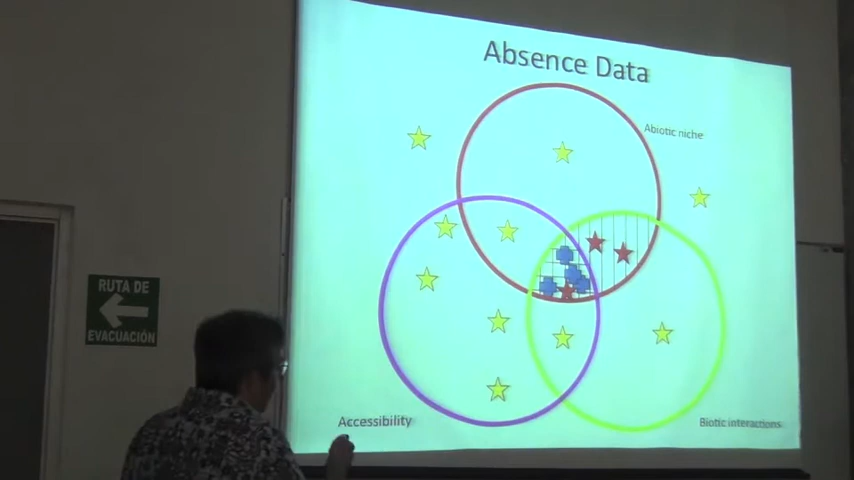 Absence Data
Abiotic niche
RUTA DE
EVACUACIÓN
Accessibility
Biotic interactions